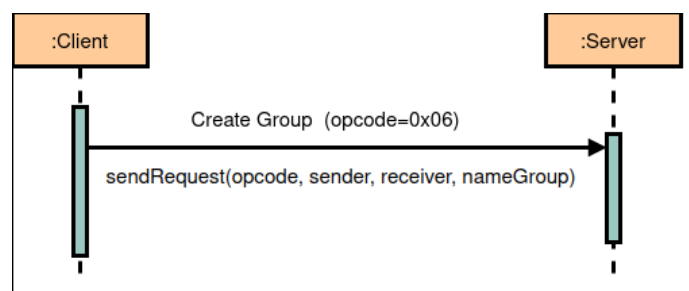 :Client
:Server
Create Group (opcode=0x06)
sendRequest(opcode, sender, receiver, nameGroup)